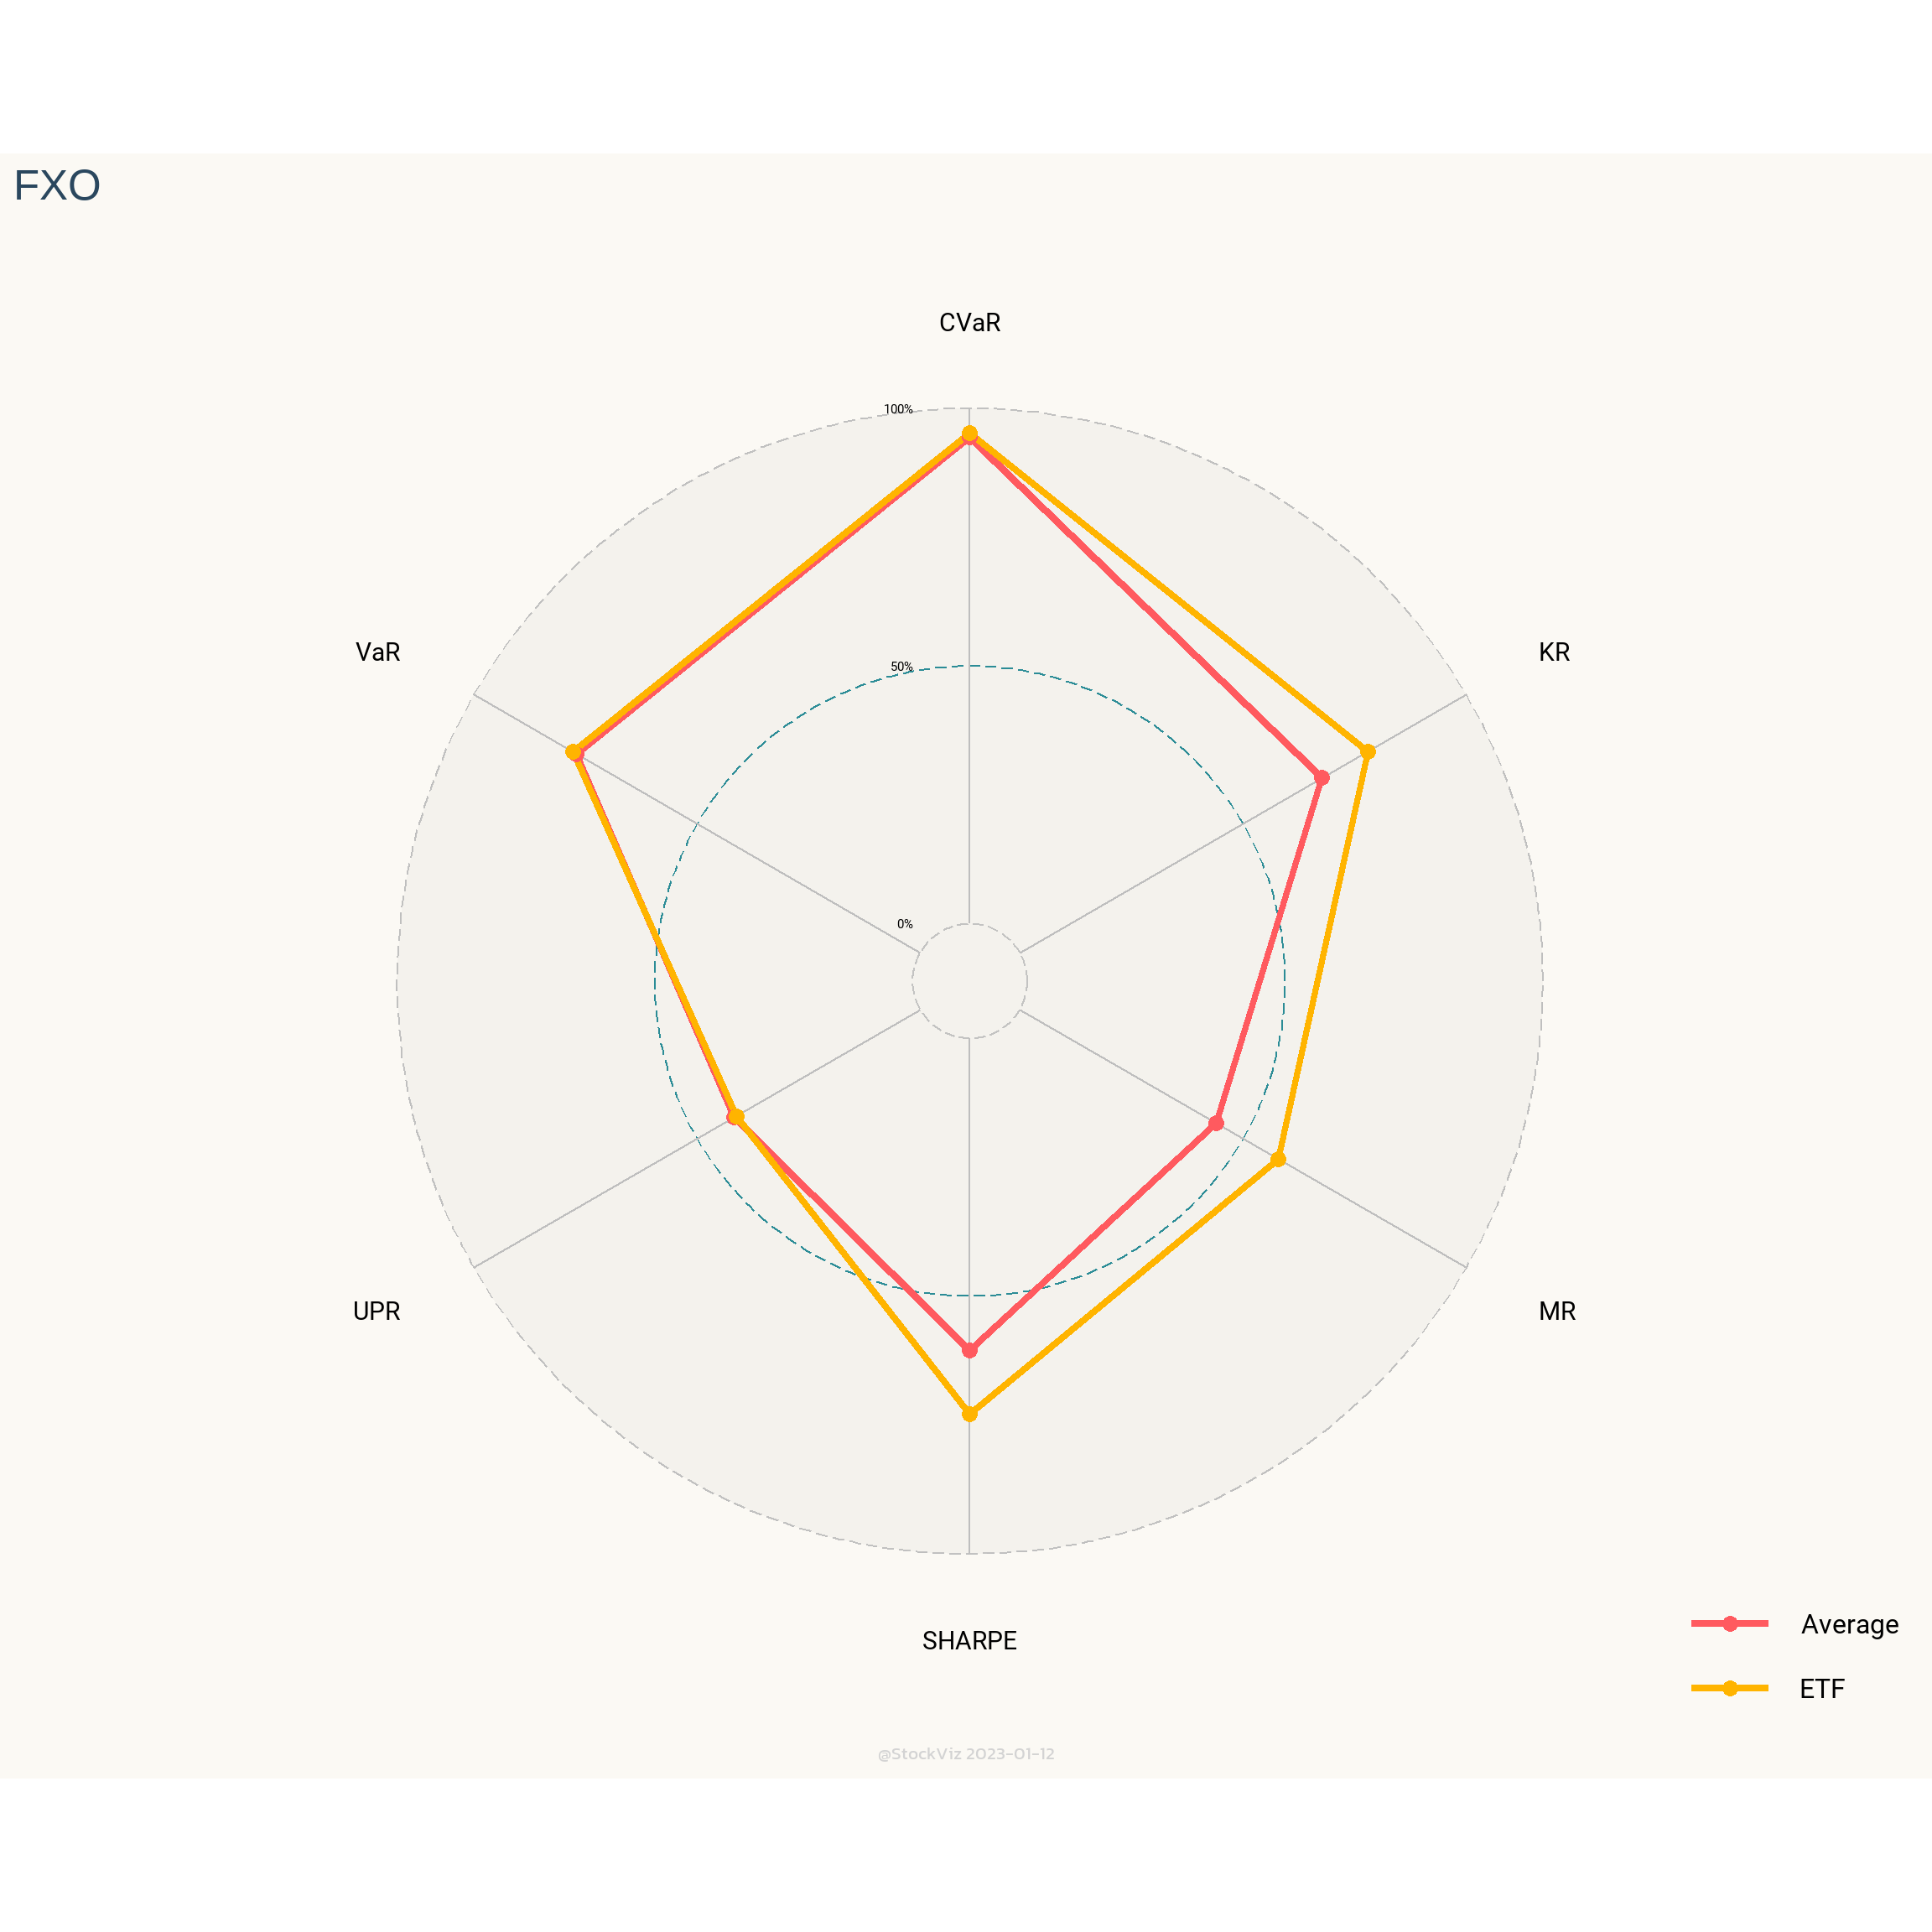 FXO
CVaR
100%
VaR
KR
50%
0%
UPR
MR
SHARPE
Average
ETF
@StockViz 2023-01-12